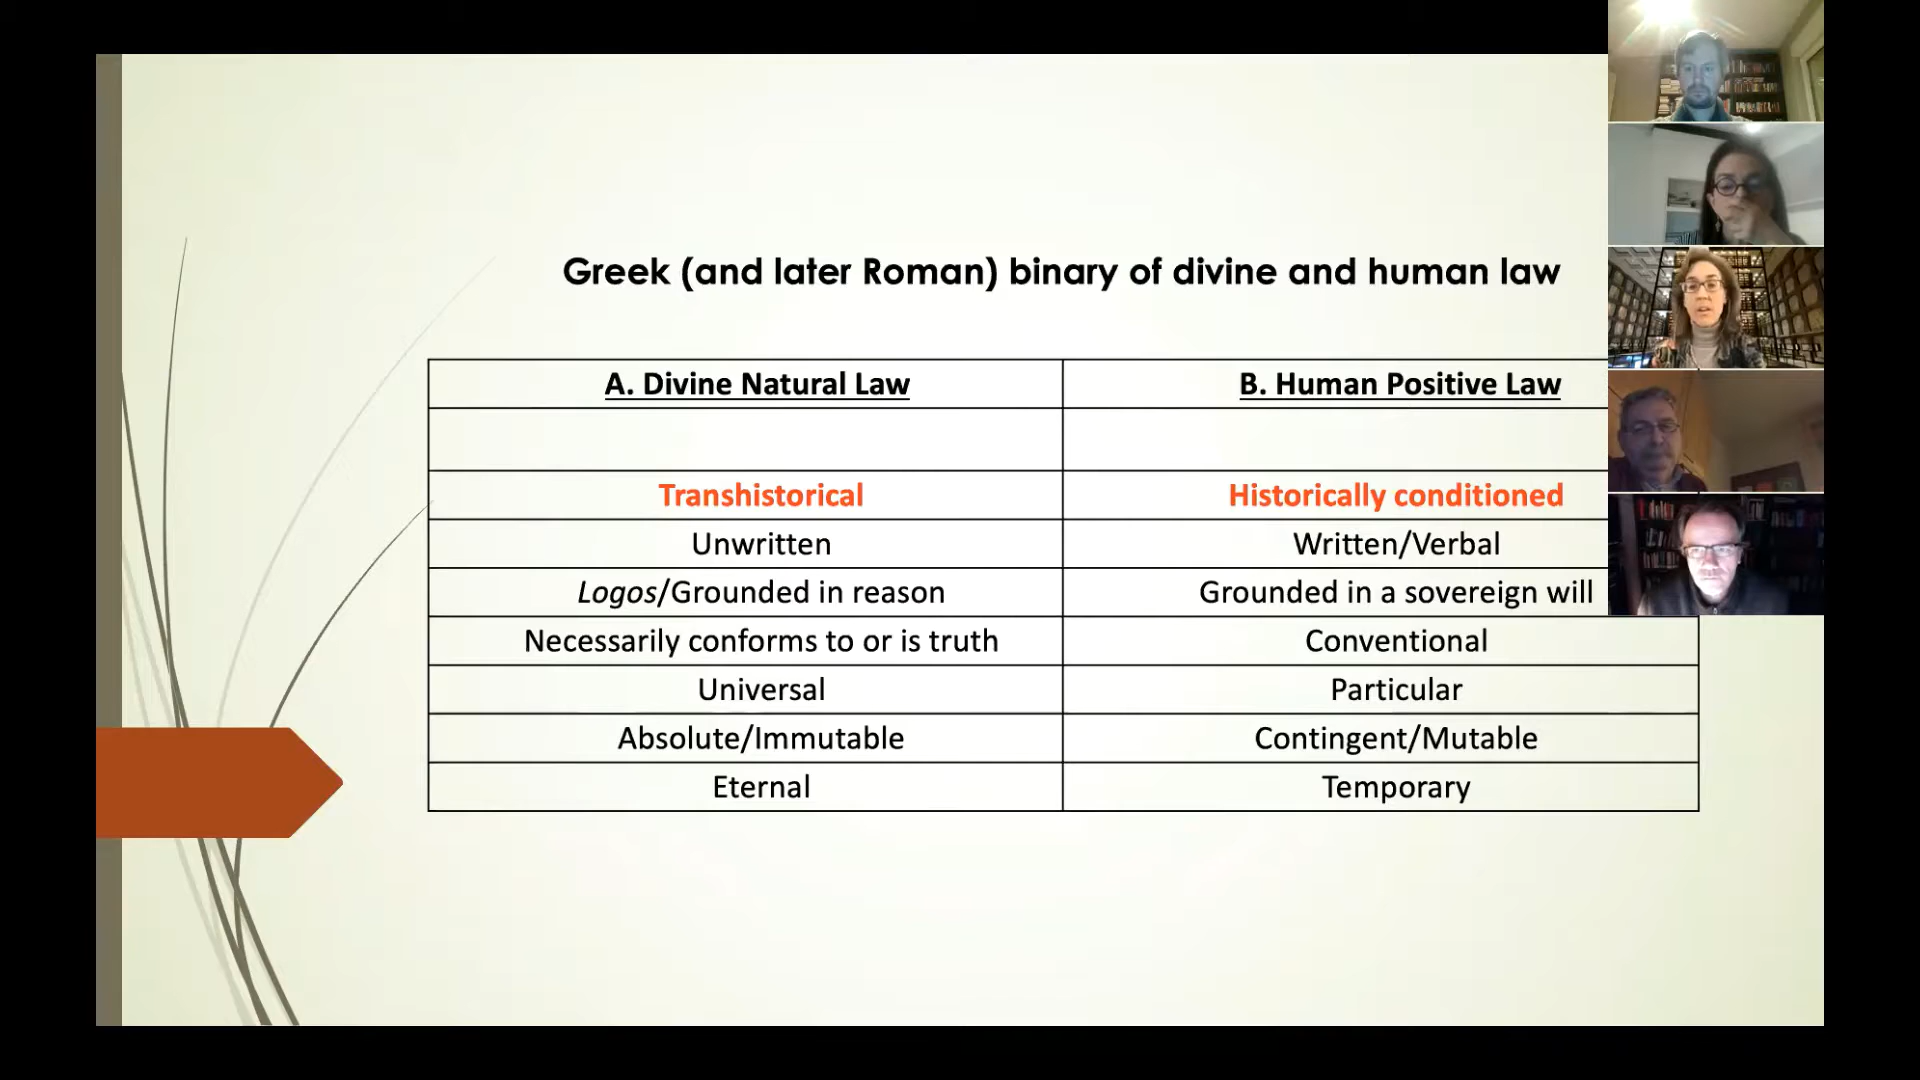 Greek (and later Roman) binary of divine and human law
A. Divine Natural Law
B. Human Positive Law
Transhistorical
Historically conditioned
Unwritten
Written/Verbal
Logos/Grounded in reason
Grounded in a sovereign will
Necessarily conforms to or is truth
Conventional
Universal
Particular
Absolute/Immutable
Contingent/Mutable
Eternal
Temporary